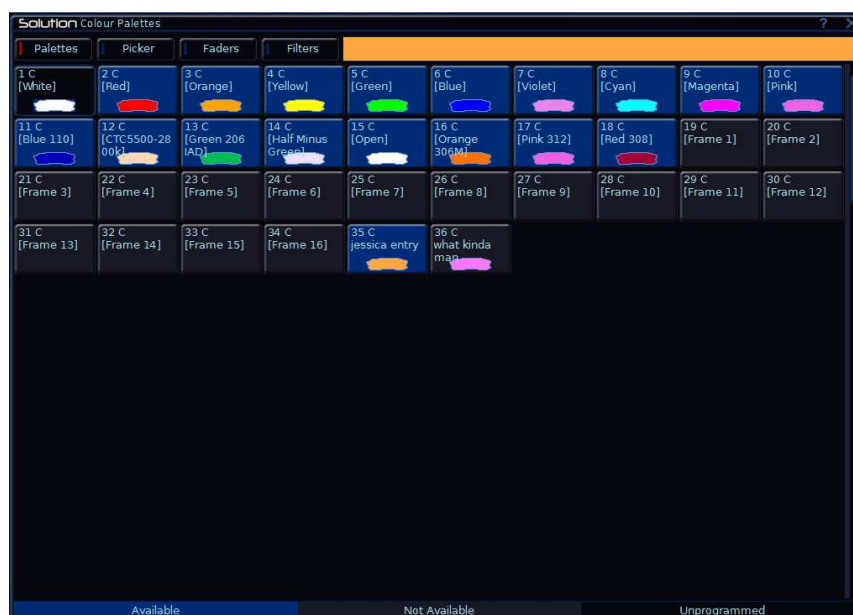 Solution Colour Palettes ? X
Palettes Picker Faders Filters
1 C 2 C 3 C 4 C 5 C 6 C 7 C 8 C 9 C 10 C
[White] [Red] [Orange] [Yellow] [Green] [Blue] [Violet] [Cyan] [Magenta] [Pink]
11 C 12 C 13 C 14 C 15 C 16 C 17 C 18 C 19 C 20 C
[Blue 110] [CTC5500-28 [Green 206 [Half Minus [Open] [Orange [Pink 312] [Red 308] [Frame 1] [Frame 2]
00k] IAD] Green] 306M]
21 C 22 C 23 C 24 C 25 C 26 C 27 C 28 C 29 C 30 C
[Frame 3] [Frame 4] [Frame 5] [Frame 6] [Frame 7] [Frame 8] [Frame 9] [Frame 10] [Frame 11] [Frame 12]
31 C 32 C 33 C 34 C 35 C 36 C
[Frame 13] [Frame 14] [Frame 15] [Frame 16] jessica entry what kinda
man
Available Not Available Unprogrammed